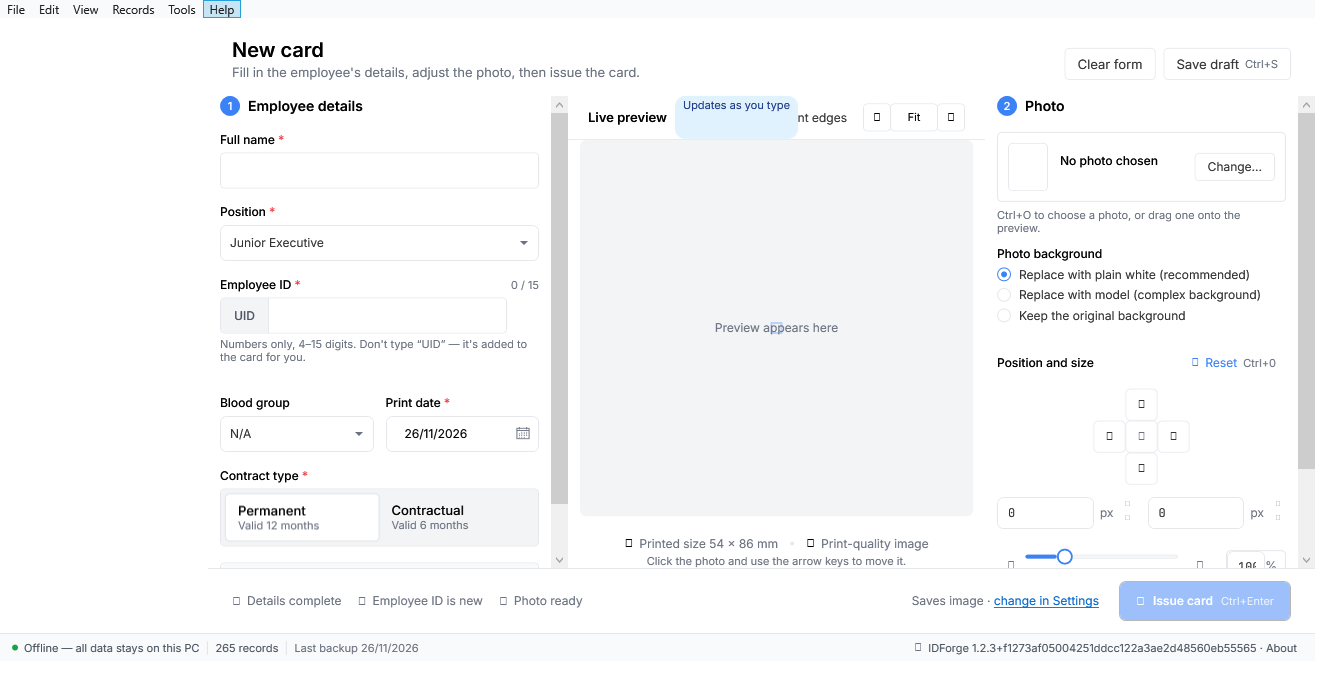 File Edit View Records Tools Help
New card
Fill in the employee's details, adjust the photo, then issue the card.
Clear form
Save draft Ctrl+S
1 Employee details
Full name *
Position *
Junior Executive
Employee ID *
0 / 15
UID
Numbers only, 4–15 digits. Don't type “UID” — it's added to
the card for you.
Blood group
Print date *
N/A
26/11/2026
Contract type *
Permanent
Valid 12 months
Contractual
Valid 6 months
Live preview
Updates as you type
nt edges
Fit
Preview appears here
Printed size 54 × 86 mm
Print-quality image
Click the photo and use the arrow keys to move it.
2 Photo
No photo chosen
Change...
Ctrl+O to choose a photo, or drag one onto the
preview.
Photo background
Replace with plain white (recommended)
Replace with model (complex background)
Keep the original background
Position and size
Reset Ctrl+0
0 px
0 px
%
Details complete
Employee ID is new
Photo ready
Saves image · change in Settings
Issue card Ctrl+Enter
Offline — all data stays on this PC
265 records
Last backup 26/11/2026
IDForge 1.2.3+f1273af05004251ddcc122a3ae2d48560eb55565 · About